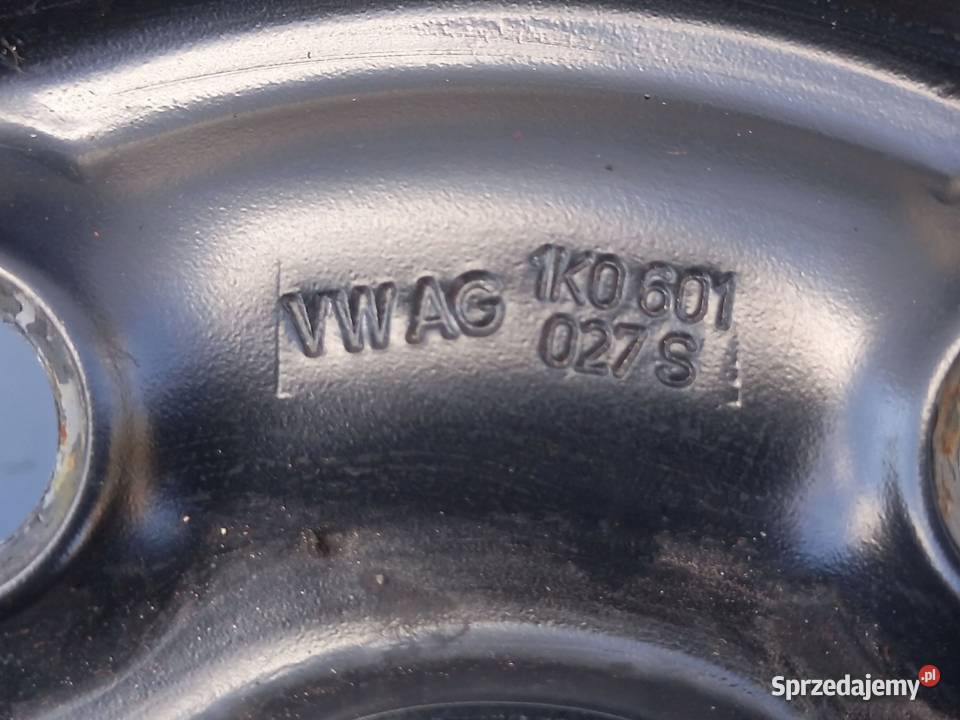 VW AG 1K0 601
027 S
Sprzedajemy.pl